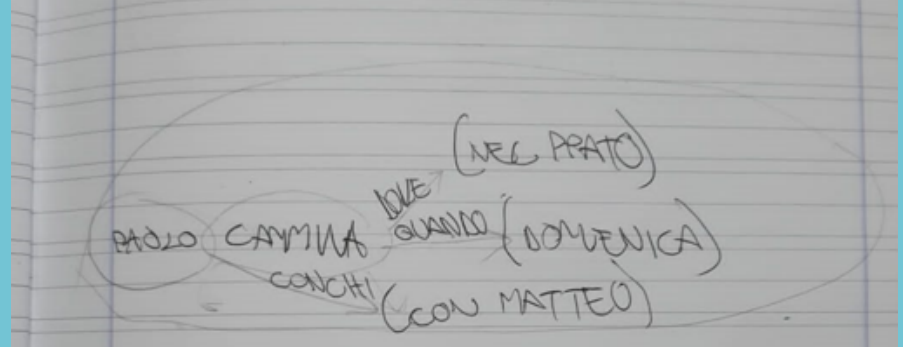 (NEL PRATO)
DOVE
PAOLO CAMMINA QUANDO (DOMENICA)
CON CHI
(CON MATTEO)